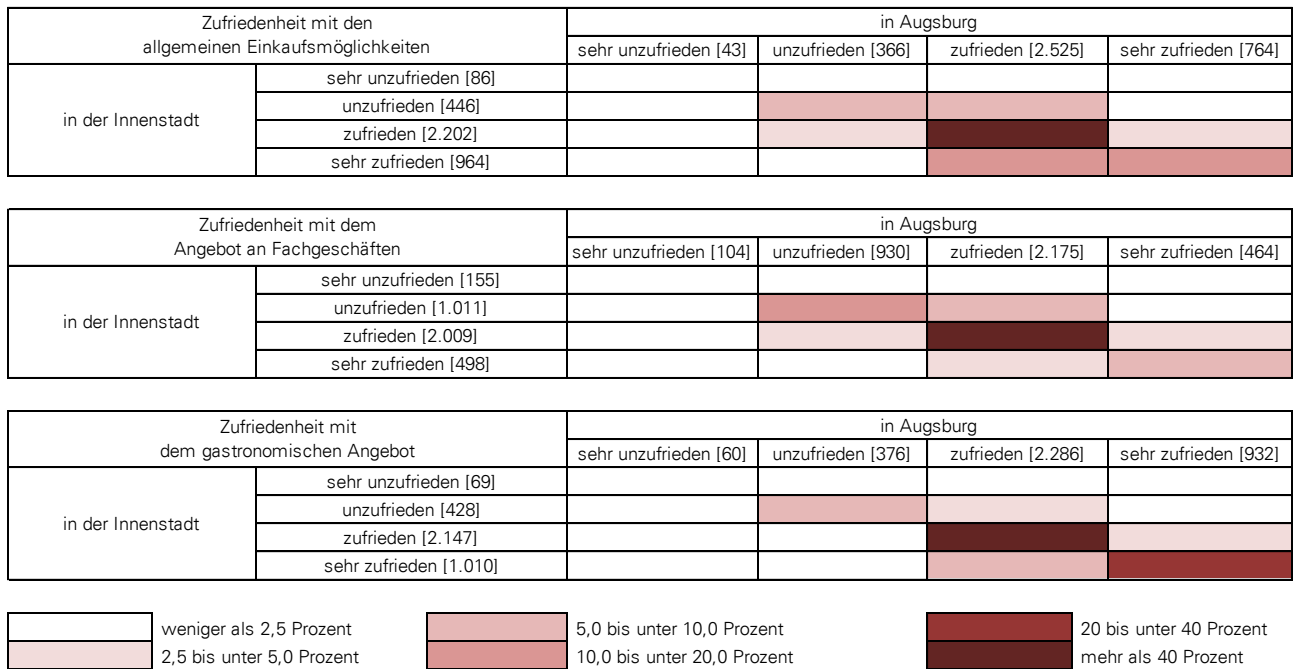 Zufriedenheit mit den
allgemeinen Einkaufsmöglichkeiten
in Augsburg
sehr unzufrieden [43] unzufrieden [366] zufrieden [2.525] sehr zufrieden [764]
in der Innenstadt
sehr unzufrieden [86]
unzufrieden [446]
zufrieden [2.202]
sehr zufrieden [964]
Zufriedenheit mit dem
Angebot an Fachgeschäften
in Augsburg
sehr unzufrieden [104] unzufrieden [930] zufrieden [2.175] sehr zufrieden [464]
in der Innenstadt
sehr unzufrieden [155]
unzufrieden [1.011]
zufrieden [2.009]
sehr zufrieden [498]
Zufriedenheit mit
dem gastronomischen Angebot
in Augsburg
sehr unzufrieden [60] unzufrieden [376] zufrieden [2.286] sehr zufrieden [932]
in der Innenstadt
sehr unzufrieden [69]
unzufrieden [428]
zufrieden [2.147]
sehr zufrieden [1.010]
weniger als 2,5 Prozent 5,0 bis unter 10,0 Prozent 20 bis unter 40 Prozent
2,5 bis unter 5,0 Prozent 10,0 bis unter 20,0 Prozent mehr als 40 Prozent